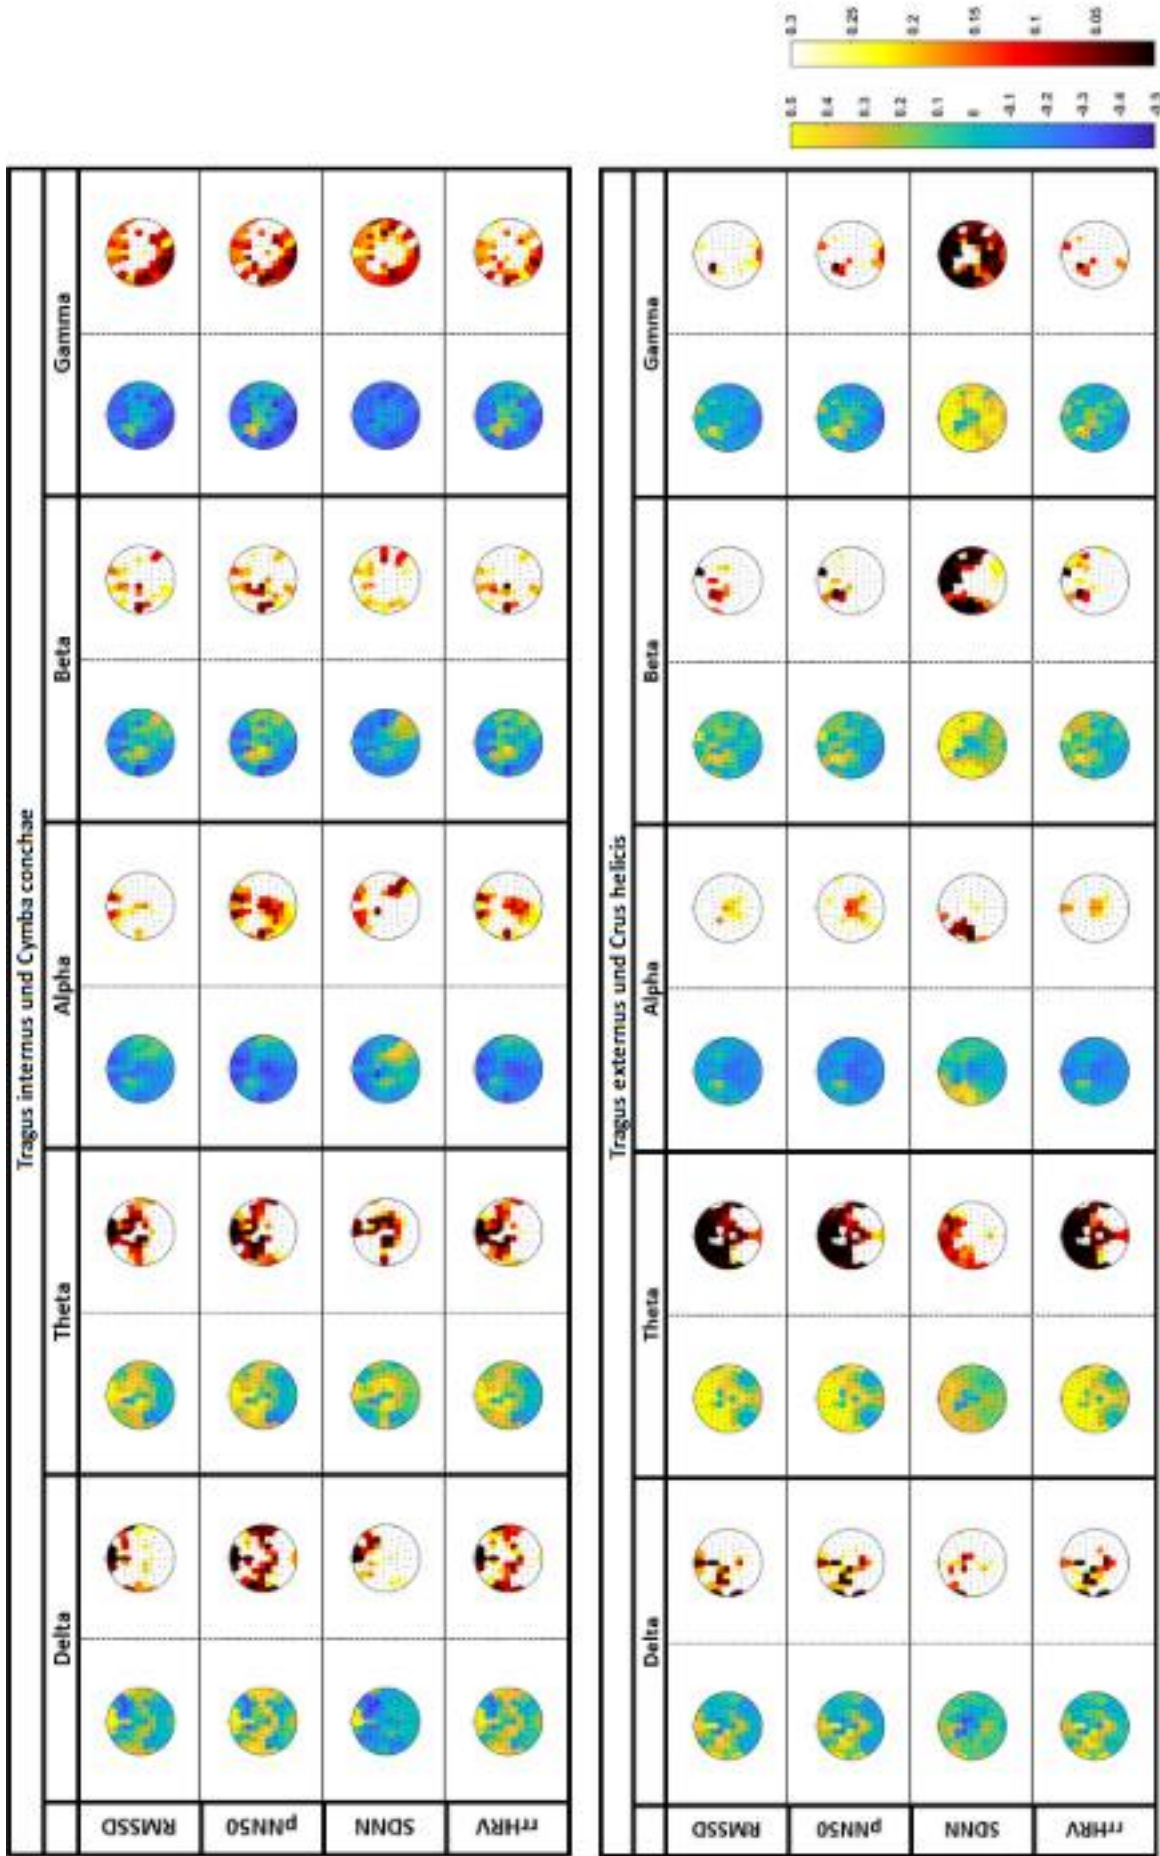 Tragus internus und Cymba conchae
Delta Theta Alpha Beta Gamma
RMSSD
pNN50
SDNN
rrHRV
Tragus externus und Crus helicis
Delta Theta Alpha Beta Gamma
RMSSD
pNN50
SDNN
rrHRV
0.5 0.4 0.3 0.2 0.1 0 -0.1 -0.2 -0.3 -0.4 -0.5
0.3 0.25 0.2 0.15 0.1 0.05